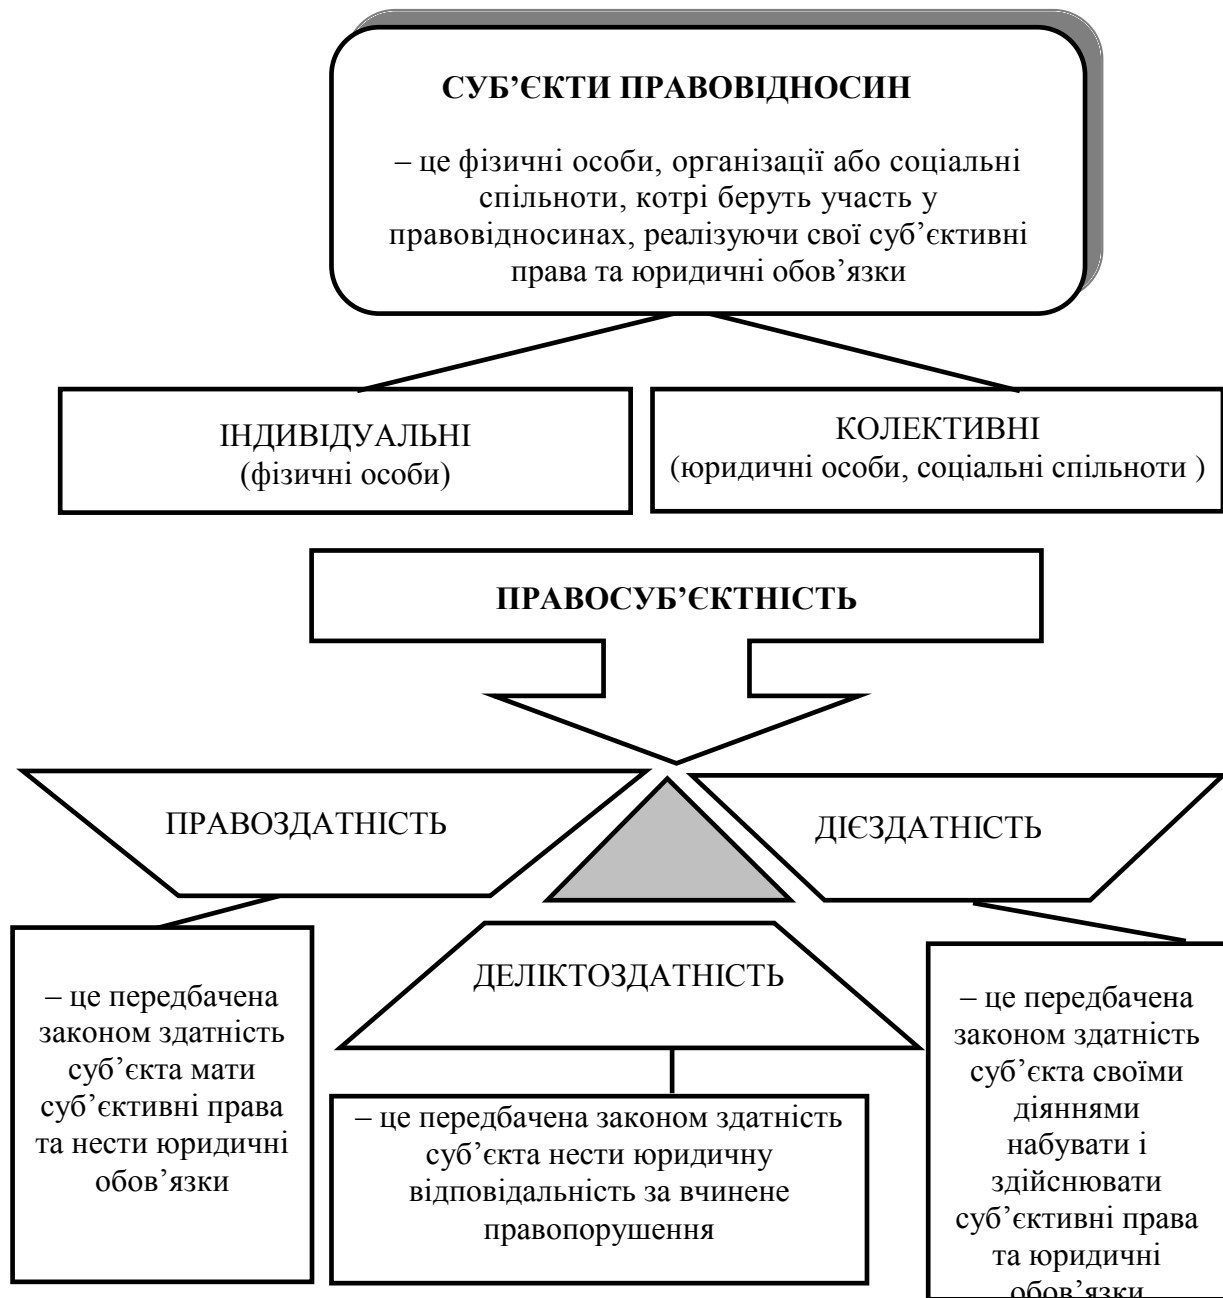 СУБ’ЄКТИ ПРАВОВІДНОСИН
– це фізичні особи, організації або соціальні
спільноти, котрі беруть участь у
правовідносинах, реалізуючи свої суб’єктивні
права та юридичні обов’язки
ІНДИВІДУАЛЬНІ
(фізичні особи)
КОЛЕКТИВНІ
(юридичні особи, соціальні спільноти )
ПРАВОСУБ’ЄКТНІСТЬ
ПРАВОЗДАТНІСТЬ
ДІЄЗДАТНІСТЬ
ДЕЛІКТОЗДАТНІСТЬ
– це передбачена
законом здатність
суб’єкта мати
суб’єктивні права
та нести юридичні
обов’язки
– це передбачена законом здатність
суб’єкта нести юридичну
відповідальність за вчинене
правопорушення
– це передбачена
законом здатність
суб’єкта своїми
діяннями
набувати і
здійснювати
суб’єктивні права
та юридичні
обов’язки